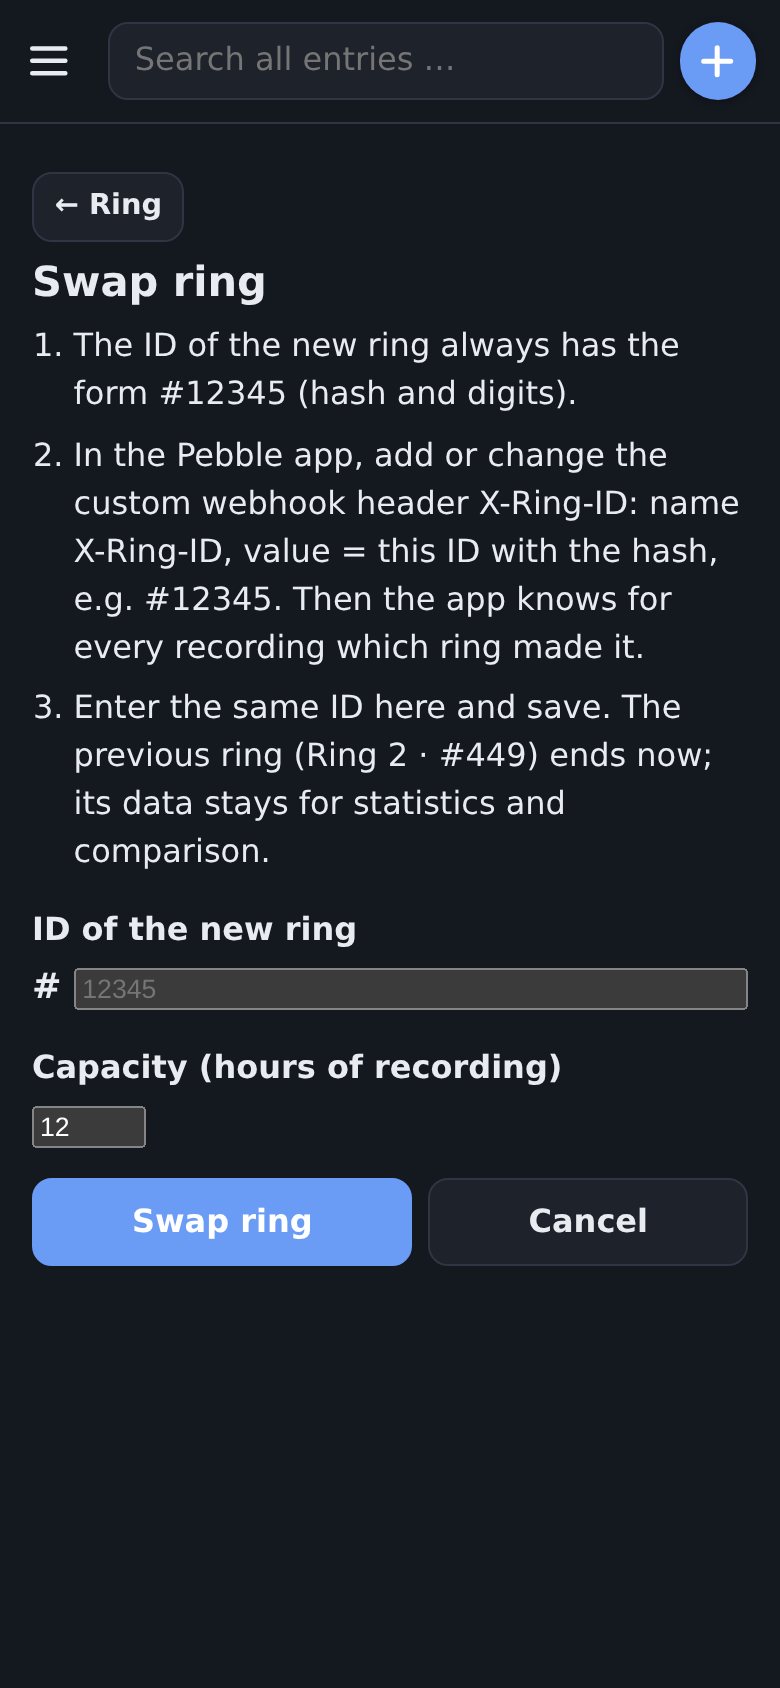 Search all entries …
← Ring
Swap ring
1. The ID of the new ring always has the
form #12345 (hash and digits).
2. In the Pebble app, add or change the
custom webhook header X-Ring-ID: name
X-Ring-ID, value = this ID with the hash,
e.g. #12345. Then the app knows for
every recording which ring made it.
3. Enter the same ID here and save. The
previous ring (Ring 2 · #449) ends now;
its data stays for statistics and
comparison.
ID of the new ring
# 12345
Capacity (hours of recording)
12
Swap ring Cancel